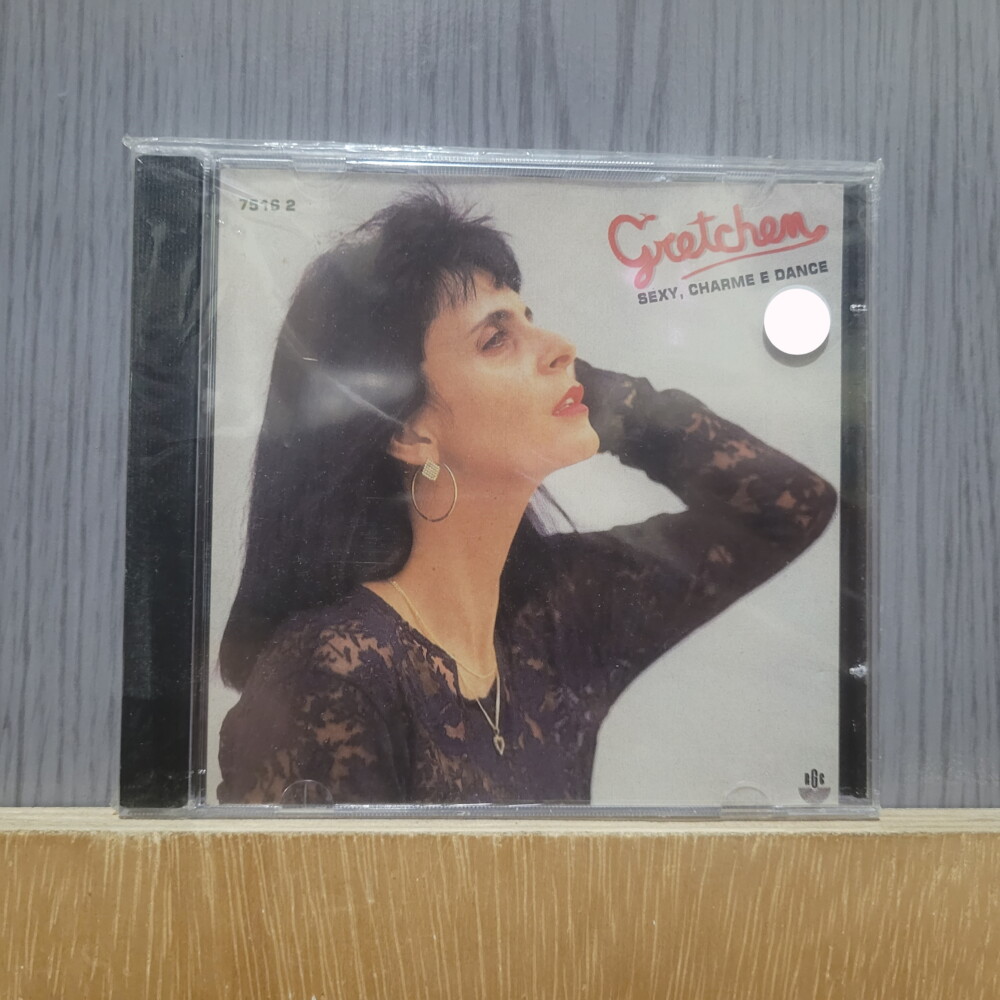 7516 2
Gretchen
SEXY, CHARME E DANCE
RGE